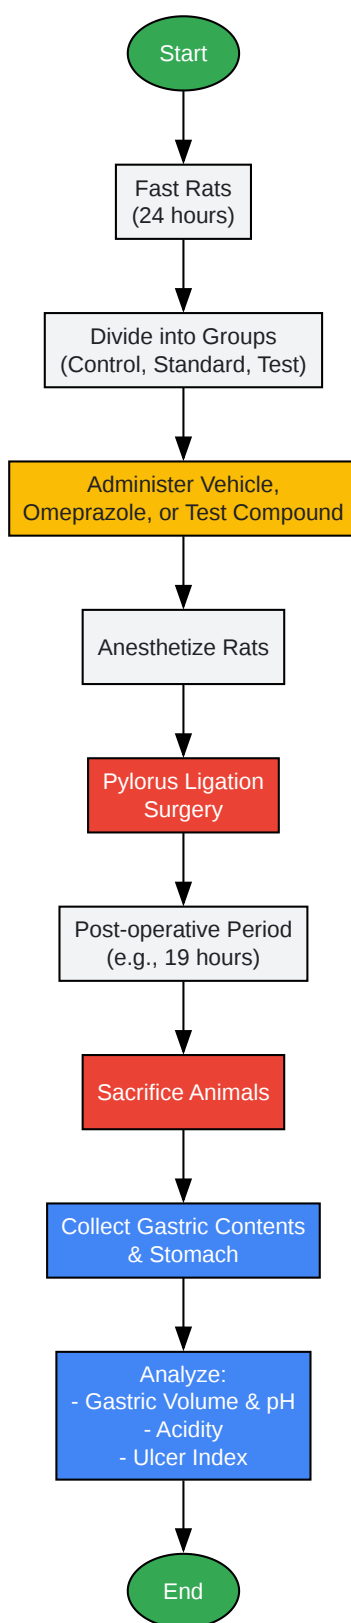 Start
Fast Rats
(24 hours)
Divide into Groups
(Control, Standard, Test)
Administer Vehicle,
Omeprazole, or Test Compound
Anesthetize Rats
Pylorus Ligation
Surgery
Post-operative Period
(e.g., 19 hours)
Sacrifice Animals
Collect Gastric Contents
& Stomach
Analyze:
- Gastric Volume & pH
- Acidity
- Ulcer Index
End